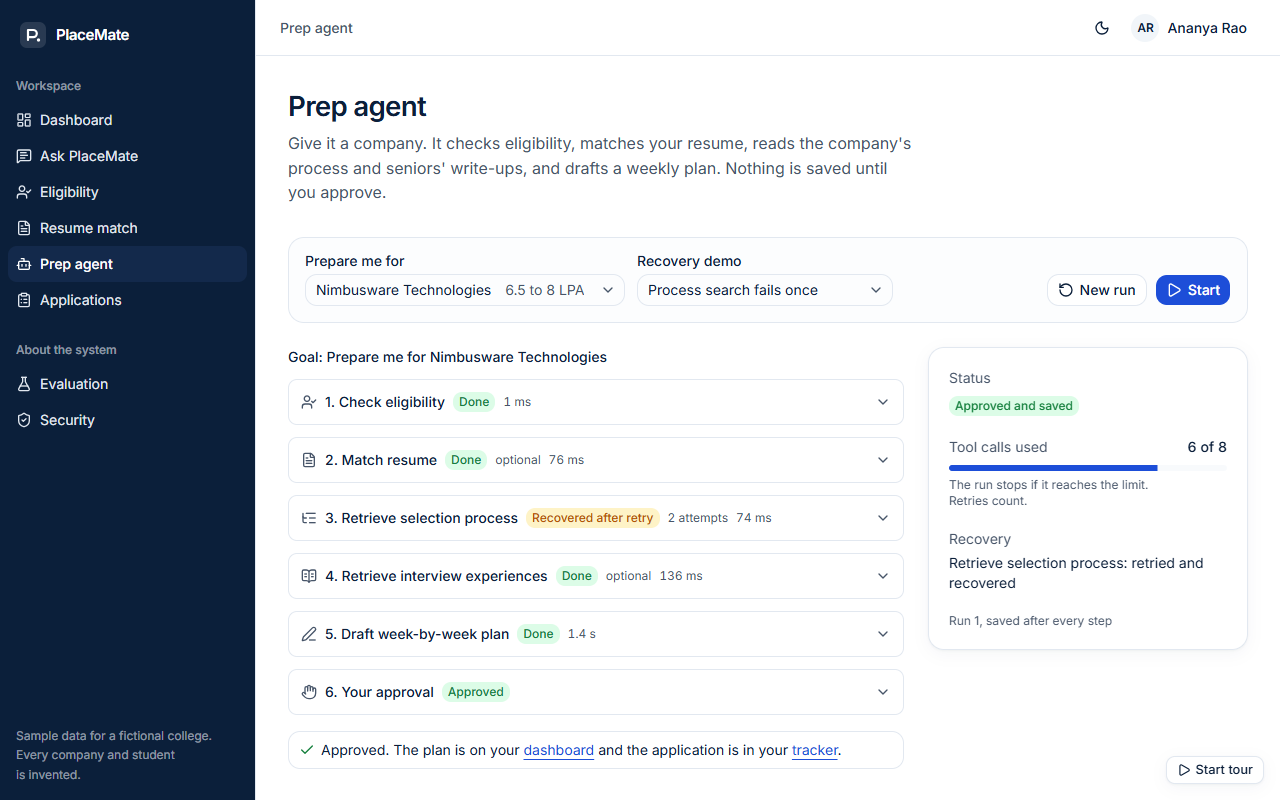 P. PlaceMate
Workspace
Dashboard
Ask PlaceMate
Eligibility
Resume match
Prep agent
Applications
About the system
Evaluation
Security
Sample data for a fictional college.
Every company and student
is invented.
Prep agent
AR Ananya Rao
Prep agent
Give it a company. It checks eligibility, matches your resume, reads the company's
process and seniors' write-ups, and drafts a weekly plan. Nothing is saved until
you approve.
Prepare me for
Nimbusware Technologies 6.5 to 8 LPA
Recovery demo
Process search fails once
New run
Start
Goal: Prepare me for Nimbusware Technologies
1. Check eligibility Done 1 ms
2. Match resume Done optional 76 ms
3. Retrieve selection process Recovered after retry 2 attempts 74 ms
4. Retrieve interview experiences Done optional 136 ms
5. Draft week-by-week plan Done 1.4 s
6. Your approval Approved
Approved. The plan is on your dashboard and the application is in your tracker.
Status
Approved and saved
Tool calls used 6 of 8
The run stops if it reaches the limit.
Retries count.
Recovery
Retrieve selection process: retried and
recovered
Run 1, saved after every step
Start tour